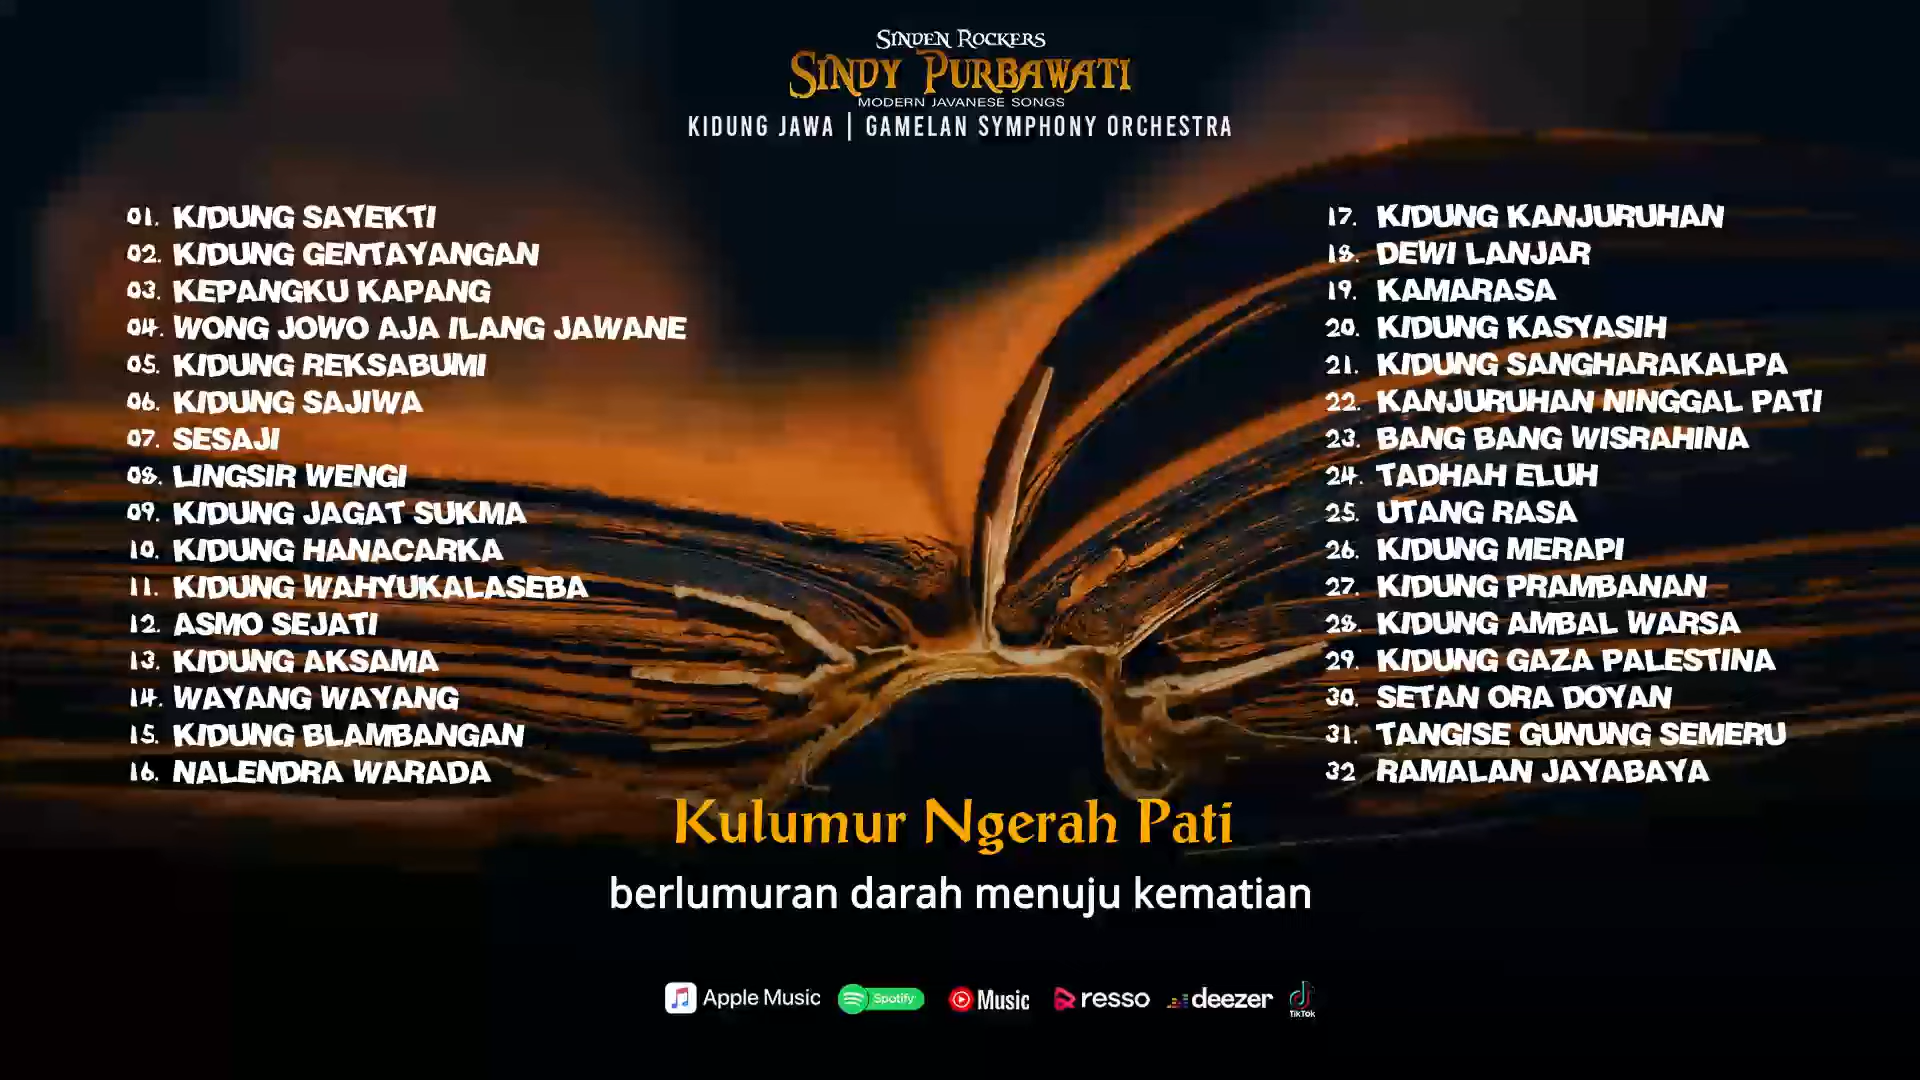 SINDEN ROCKERS
SINDY PURBAWATI
MODERN JAVANESE SONGS
KIDUNG JAWA | GAMELAN SYMPHONY ORCHESTRA
01. KIDUNG SAYEKTI
02. KIDUNG GENTAYANGAN
03. KEPANGKU KAPANG
04. WONG JOWO AJA ILANG JAWANE
05. KIDUNG REKSABUMI
06. KIDUNG SAJIWA
07. SESAJI
08. LINGSIR WENGI
09. KIDUNG JAGAT SUKMA
10. KIDUNG HANACARKA
11. KIDUNG WAHYUKALASEBA
12. ASMO SEJATI
13. KIDUNG AKSAMA
14. WAYANG WAYANG
15. KIDUNG BLAMBANGAN
16. NALENDRA WARADA
17. KIDUNG KANJURUHAN
18. DEWI LANJAR
19. KAMARASA
20. KIDUNG KASYASIH
21. KIDUNG SANGHARAKALPA
22. KANJURUHAN NINGGAL PATI
23. BANG BANG WISRAHINA
24. TADHAH ELUH
25. UTANG RASA
26. KIDUNG MERAPI
27. KIDUNG PRAMBANAN
28. KIDUNG AMBAL WARSA
29. KIDUNG GAZA PALESTINA
30. SETAN ORA DOYAN
31. TANGISE GUNUNG SEMERU
32 RAMALAN JAYABAYA
Kulumur Ngerah Pati
berlumuran darah menuju kematian
Apple Music Spotify Music resso deezer TikTok